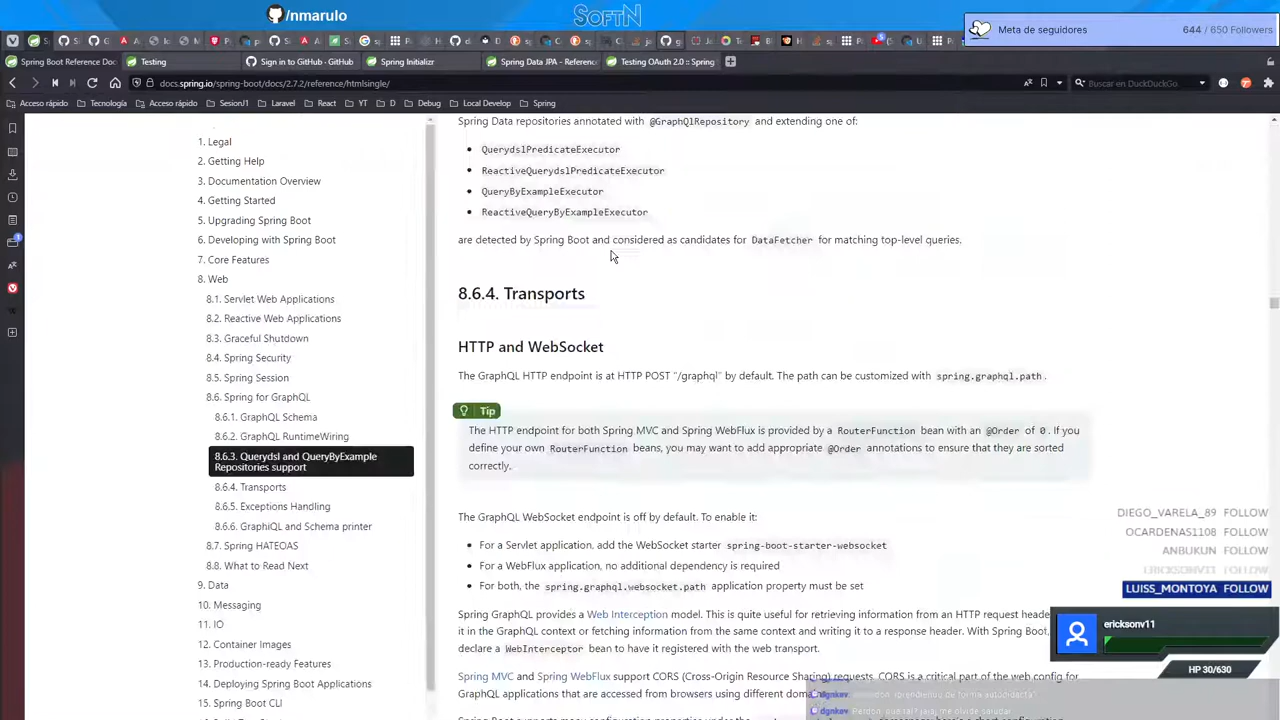 /nmarulo
SOFTN
Meta de seguidores
644 / 650 Followers
Spring Boot Reference Doc
Testing
Sign in to GitHub · GitHub
Spring Initializr
Spring Data JPA - Referenc
Testing OAuth 2.0 :: Spring
docs.spring.io/spring-boot/docs/2.7.2/reference/htmlsingle/
Buscar en DuckDuckGo
Acceso rápido
Tecnología
Acceso rápido
SesionJ1
Laravel
React
YT
D
Debug
Local Develop
Spring
1. Legal
2. Getting Help
3. Documentation Overview
4. Getting Started
5. Upgrading Spring Boot
6. Developing with Spring Boot
7. Core Features
8. Web
8.1. Servlet Web Applications
8.2. Reactive Web Applications
8.3. Graceful Shutdown
8.4. Spring Security
8.5. Spring Session
8.6. Spring for GraphQL
8.6.1. GraphQL Schema
8.6.2. GraphQL RuntimeWiring
8.6.3. Querydsl and QueryByExample
Repositories support
8.6.4. Transports
8.6.5. Exceptions Handling
8.6.6. GraphiQL and Schema printer
8.7. Spring HATEOAS
8.8. What to Read Next
9. Data
10. Messaging
11. IO
12. Container Images
13. Production-ready Features
14. Deploying Spring Boot Applications
15. Spring Boot CLI
Spring Data repositories annotated with @GraphQlRepository and extending one of:
QuerydslPredicateExecutor
ReactiveQuerydslPredicateExecutor
QueryByExampleExecutor
ReactiveQueryByExampleExecutor
are detected by Spring Boot and considered as candidates for DataFetcher for matching top-level queries.
8.6.4. Transports
HTTP and WebSocket
The GraphQL HTTP endpoint is at HTTP POST "/graphql" by default. The path can be customized with spring.graphql.path.
Tip
The HTTP endpoint for both Spring MVC and Spring WebFlux is provided by a RouterFunction bean with an @Order of 0. If you
define your own RouterFunction beans, you may want to add appropriate @Order annotations to ensure that they are sorted
correctly.
The GraphQL WebSocket endpoint is off by default. To enable it:
For a Servlet application, add the WebSocket starter spring-boot-starter-websocket
For a WebFlux application, no additional dependency is required
For both, the spring.graphql.websocket.path application property must be set
Spring GraphQL provides a Web Interception model. This is quite useful for retrieving information from an HTTP request heade
it in the GraphQL context or fetching information from the same context and writing it to a response header. With Spring Boot,
declare a WebInterceptor bean to have it registered with the web transport.
Spring MVC and Spring WebFlux support CORS (Cross-Origin Resource Sharing) requests. CORS is a critical part of the web config for
GraphQL applications that are accessed from browsers using different doma
DIEGO_VARELA_89 FOLLOW
OCARDENAS1108 FOLLOW
ANBUKUN FOLLOW
ERICKSONV11 FOLLOW
LUISS_MONTOYA FOLLOW
ericksonv11
HP 30/630
dgnkov: Perdon, que tal? jaja, me olvide saludar